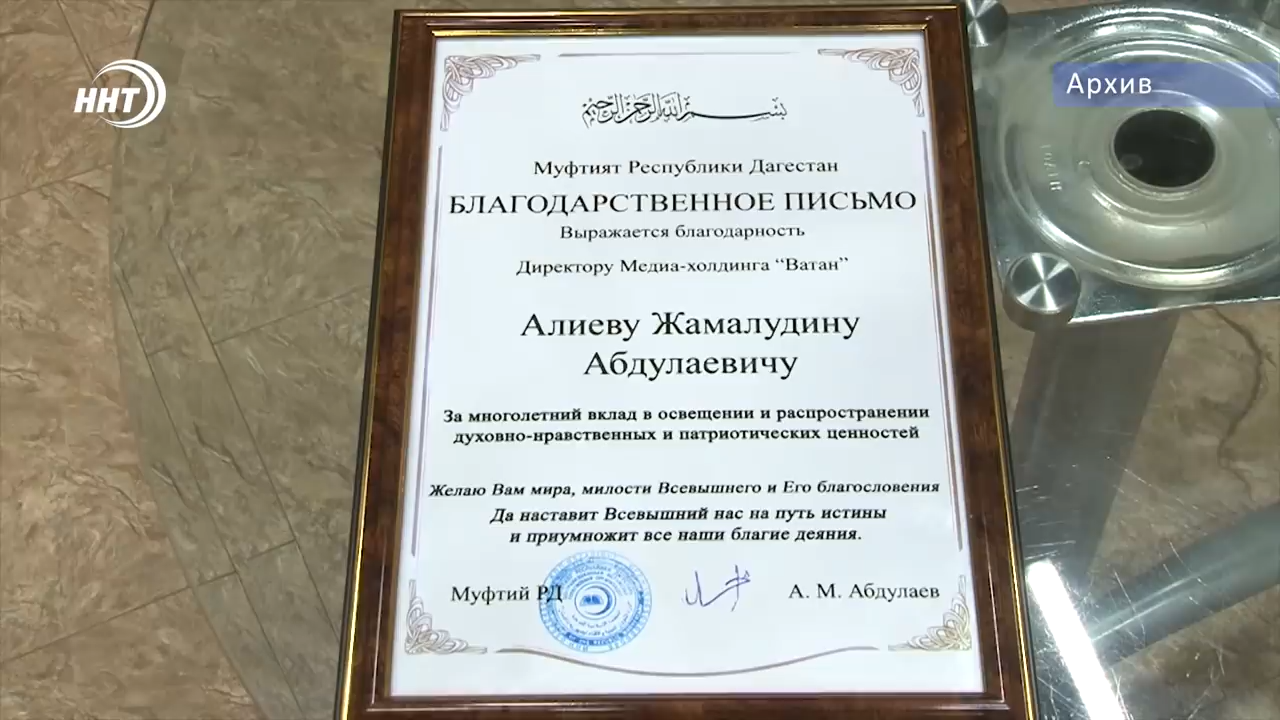 ННТ
Архив
بسم الله الرحمن الرحيم
Муфтият Республики Дагестан
БЛАГОДАРСТВЕННОЕ ПИСЬМО
Выражается благодарность
Директору Медиа-холдинга “Ватан”
Алиеву Жамалудину
Абдулаевичу
За многолетний вклад в освещении и распространении
духовно-нравственных и патриотических ценностей
Желаю Вам мира, милости Всевышнего и Его благословения
Да наставит Всевышний нас на путь истины
и приумножит все наши благие деяния.
Муфтий РД
А. М. Абдулаев